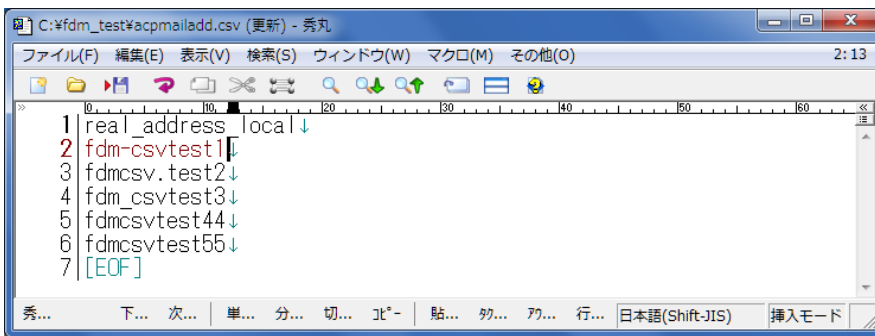 C:¥fdm_test¥acpmailadd.csv (更新) - 秀丸
ファイル(F) 編集(E) 表示(V) 検索(S) ウィンドウ(W) マクロ(M) その他(O) 2: 13
0 10 20 30 40 50 60
1 real_address_local↓
2 fdm-csvtest1↓
3 fdmcsv.test2↓
4 fdm_csvtest3↓
5 fdmcsvtest44↓
6 fdmcsvtest55↓
7 [EOF]
秀... 下... 次... 単... 分... 切... コピー 貼... タグ... アウ... 行... 日本語(Shift-JIS) 挿入モード